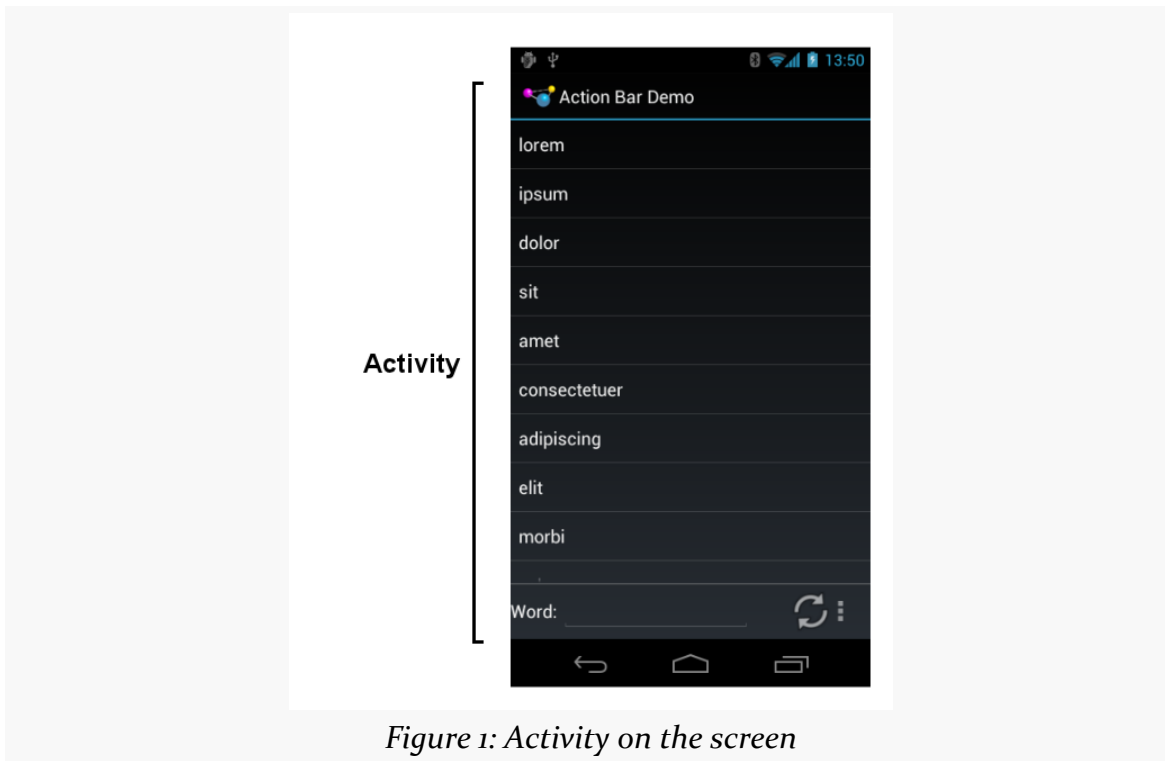 13:50
Action Bar Demo
lorem
ipsum
dolor
sit
amet
Activity
consectetuer
adipiscing
elit
morbi
Word:
Figure 1: Activity on the screen